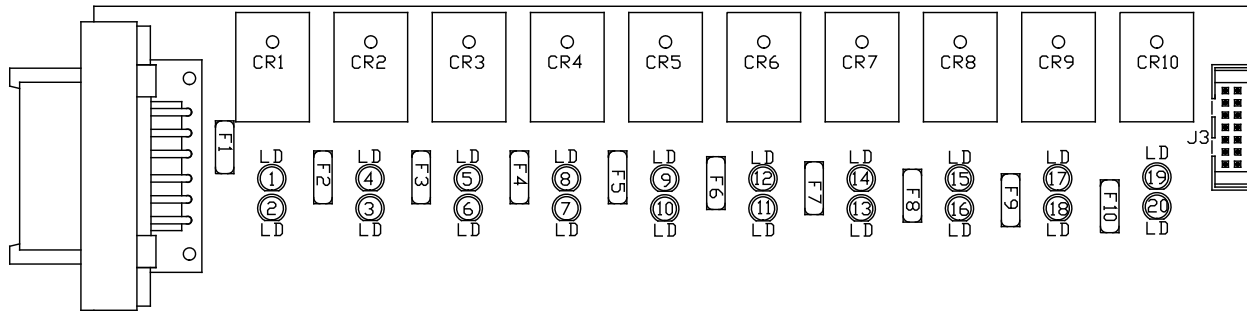 CR1 CR2 CR3 CR4 CR5 CR6 CR7 CR8 CR9 CR10
J3
F1 F2 F3 F4 F5 F6 F7 F8 F9 F10
LD LD LD LD LD LD LD LD LD LD
1 4 5 8 9 12 14 15 17 19
2 3 6 7 10 11 13 16 18 20
LD LD LD LD LD LD LD LD LD LD